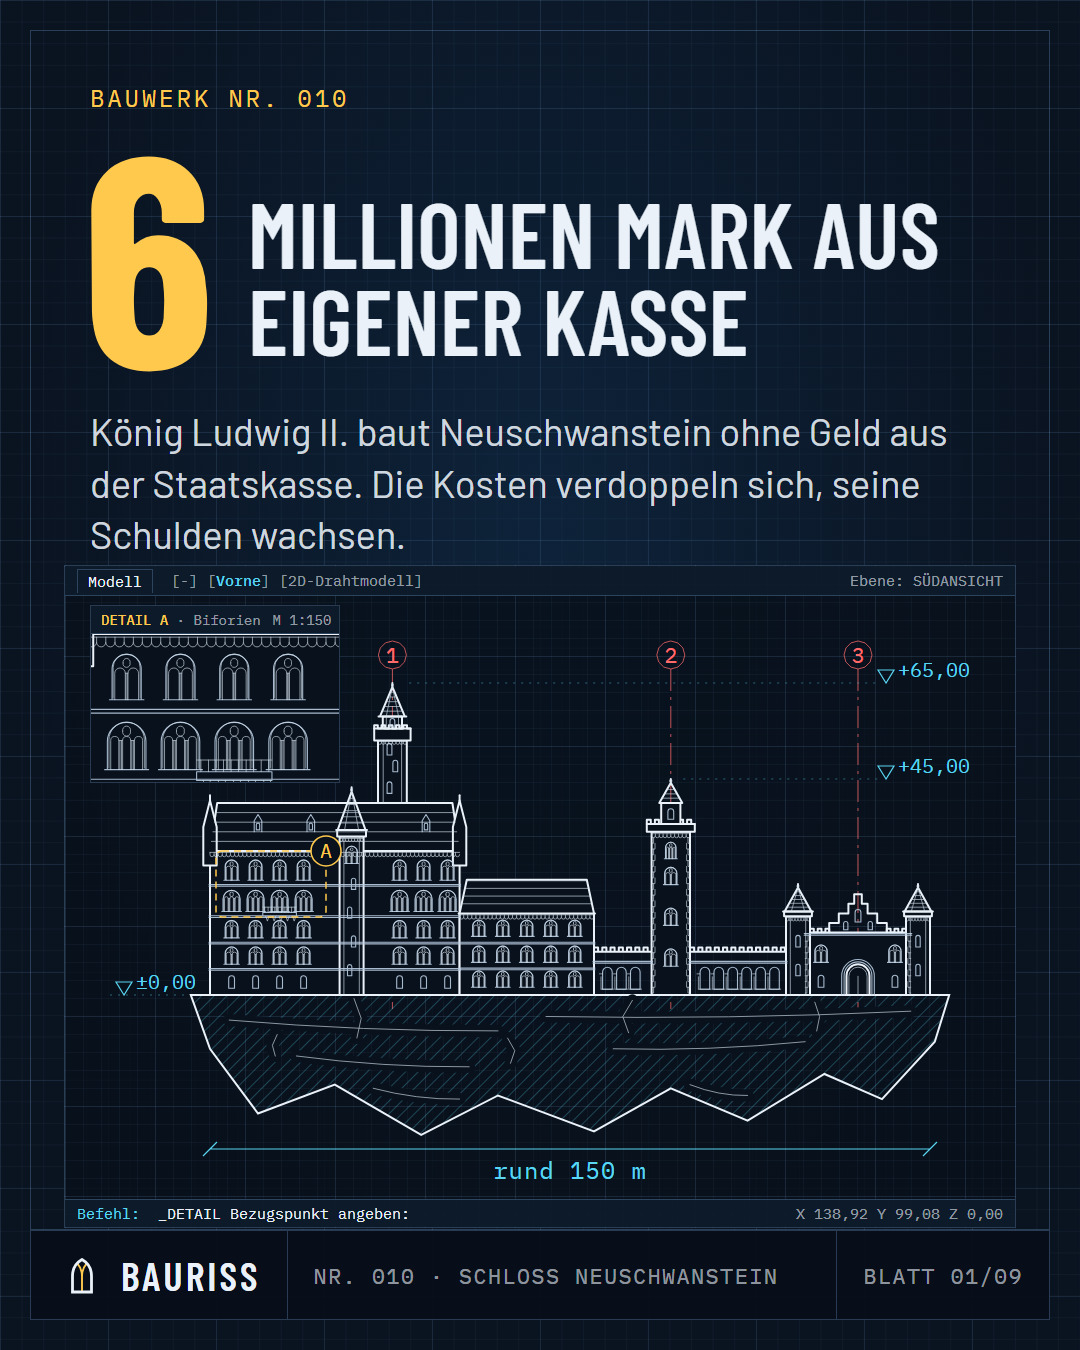 BAUWERK NR. 010
6 MILLIONEN MARK AUS
EIGENER KASSE
König Ludwig II. baut Neuschwanstein ohne Geld aus
der Staatskasse. Die Kosten verdoppeln sich, seine
Schulden wachsen.
Modell [-] [Vorne] [2D-Drahtmodell] Ebene: SÜDANSICHT
DETAIL A · Biforien M 1:150
1 2 3
+65,00
+45,00
A
±0,00
rund 150 m
Befehl: _DETAIL Bezugspunkt angeben: X 138,92 Y 99,08 Z 0,00
BAURISS NR. 010 · SCHLOSS NEUSCHWANSTEIN BLATT 01/09